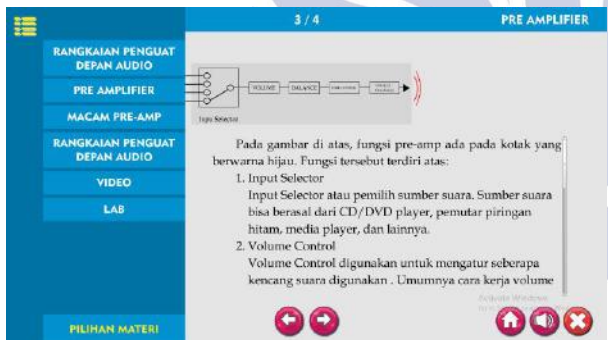 3 / 4
PRE AMPLIFIER
RANGKAIAN PENGUAT
DEPAN AUDIO
PRE AMPLIFIER
MACAM PRE-AMP
RANGKAIAN PENGUAT
DEPAN AUDIO
VIDEO
LAB
PILIHAN MATERI
VOLUME
BALANCE
Input Selector
Pada gambar di atas, fungsi pre-amp ada pada kotak yang
berwarna hijau. Fungsi tersebut terdiri atas:
1. Input Selector
Input Selector atau pemilih sumber suara. Sumber suara
bisa berasal dari CD/DVD player, pemutar piringan
hitam, media player, dan lainnya.
2. Volume Control
Volume Control digunakan untuk mengatur seberapa
kencang suara digunakan . Umumnya cara kerja volume
Activate Windows